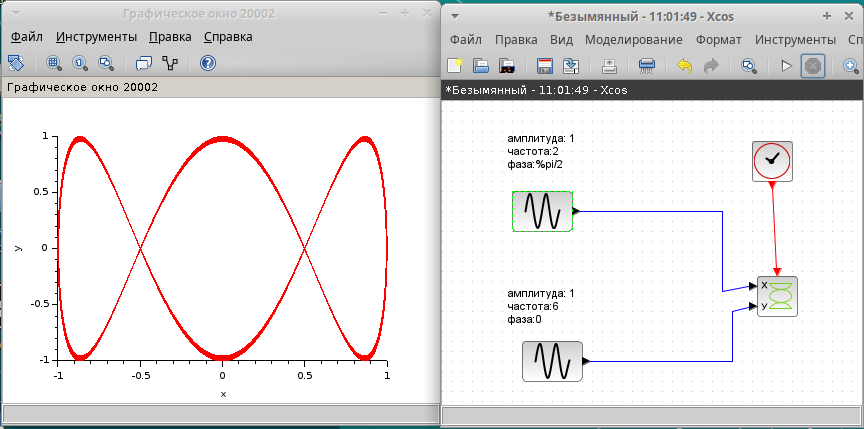 Графическое окно 20002
Файл Инструменты Правка Справка
Графическое окно 20002
1
0.5
0
-0.5
-1
y
-1 -0.5 0 0.5 1
x
*Безымянный - 11:01:49 - Xcos
Файл Правка Вид Моделирование Формат Инструменты Сп
*Безымянный - 11:01:49 - Xcos
амплитуда: 1
частота:2
фаза:%pi/2
X
Y
амплитуда: 1
частота:6
фаза:0